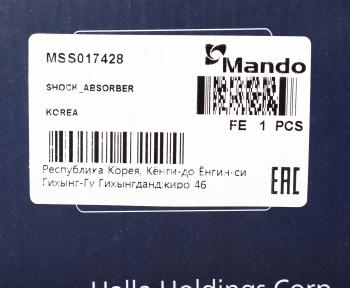 MSS017428
Mando
SHOCK_ABSORBER
KOREA
FE 1 PCS
Республика Корея, Кёнги-до Ёнгин-си
Гихынг-Гу Гихынгданджиро 46
EAC
Halla Holdings Corp